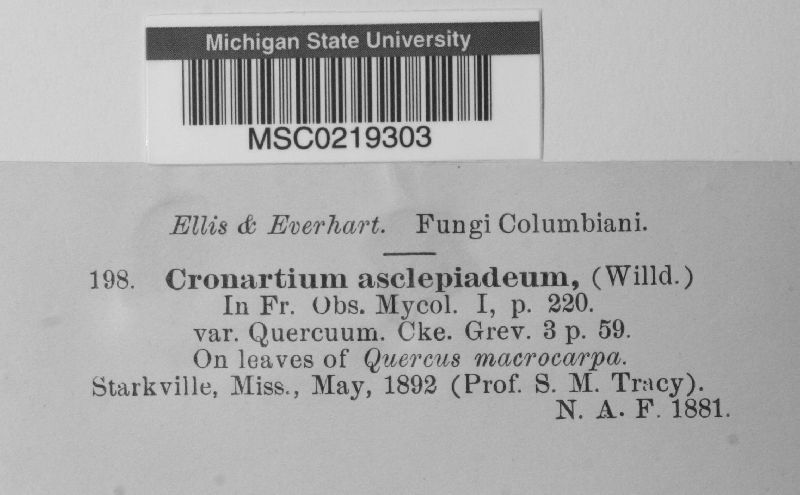 Michigan State University
MSC0219303
Ellis & Everhart. Fungi Columbiani.
198. Cronartium asclepiadeum, (Willd.)
In Fr. Obs. Mycol. I, p. 220.
var. Quercuum. Cke. Grev. 3 p. 59.
On leaves of Quercus macrocarpa.
Starkville, Miss., May, 1892 (Prof. S. M. Tracy).
N. A. F. 1881.